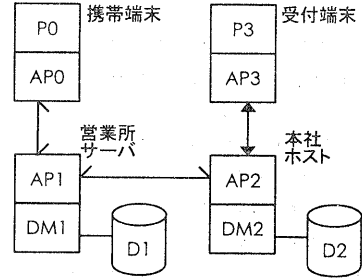 P0 携帯端末
AP0
P3 受付端末
AP3
営業所
サーバ
本社
ホスト
AP1
DM1
D1
AP2
DM2
D2